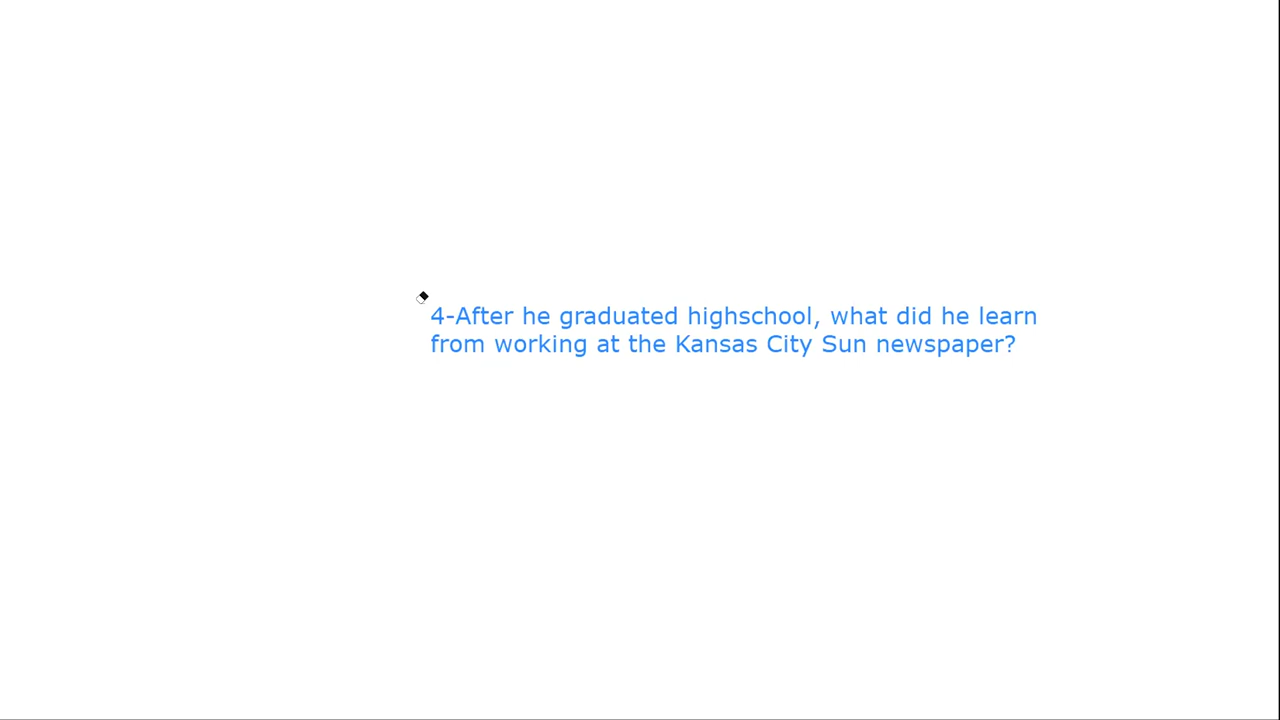 4-After he graduated highschool, what did he learn
from working at the Kansas City Sun newspaper?